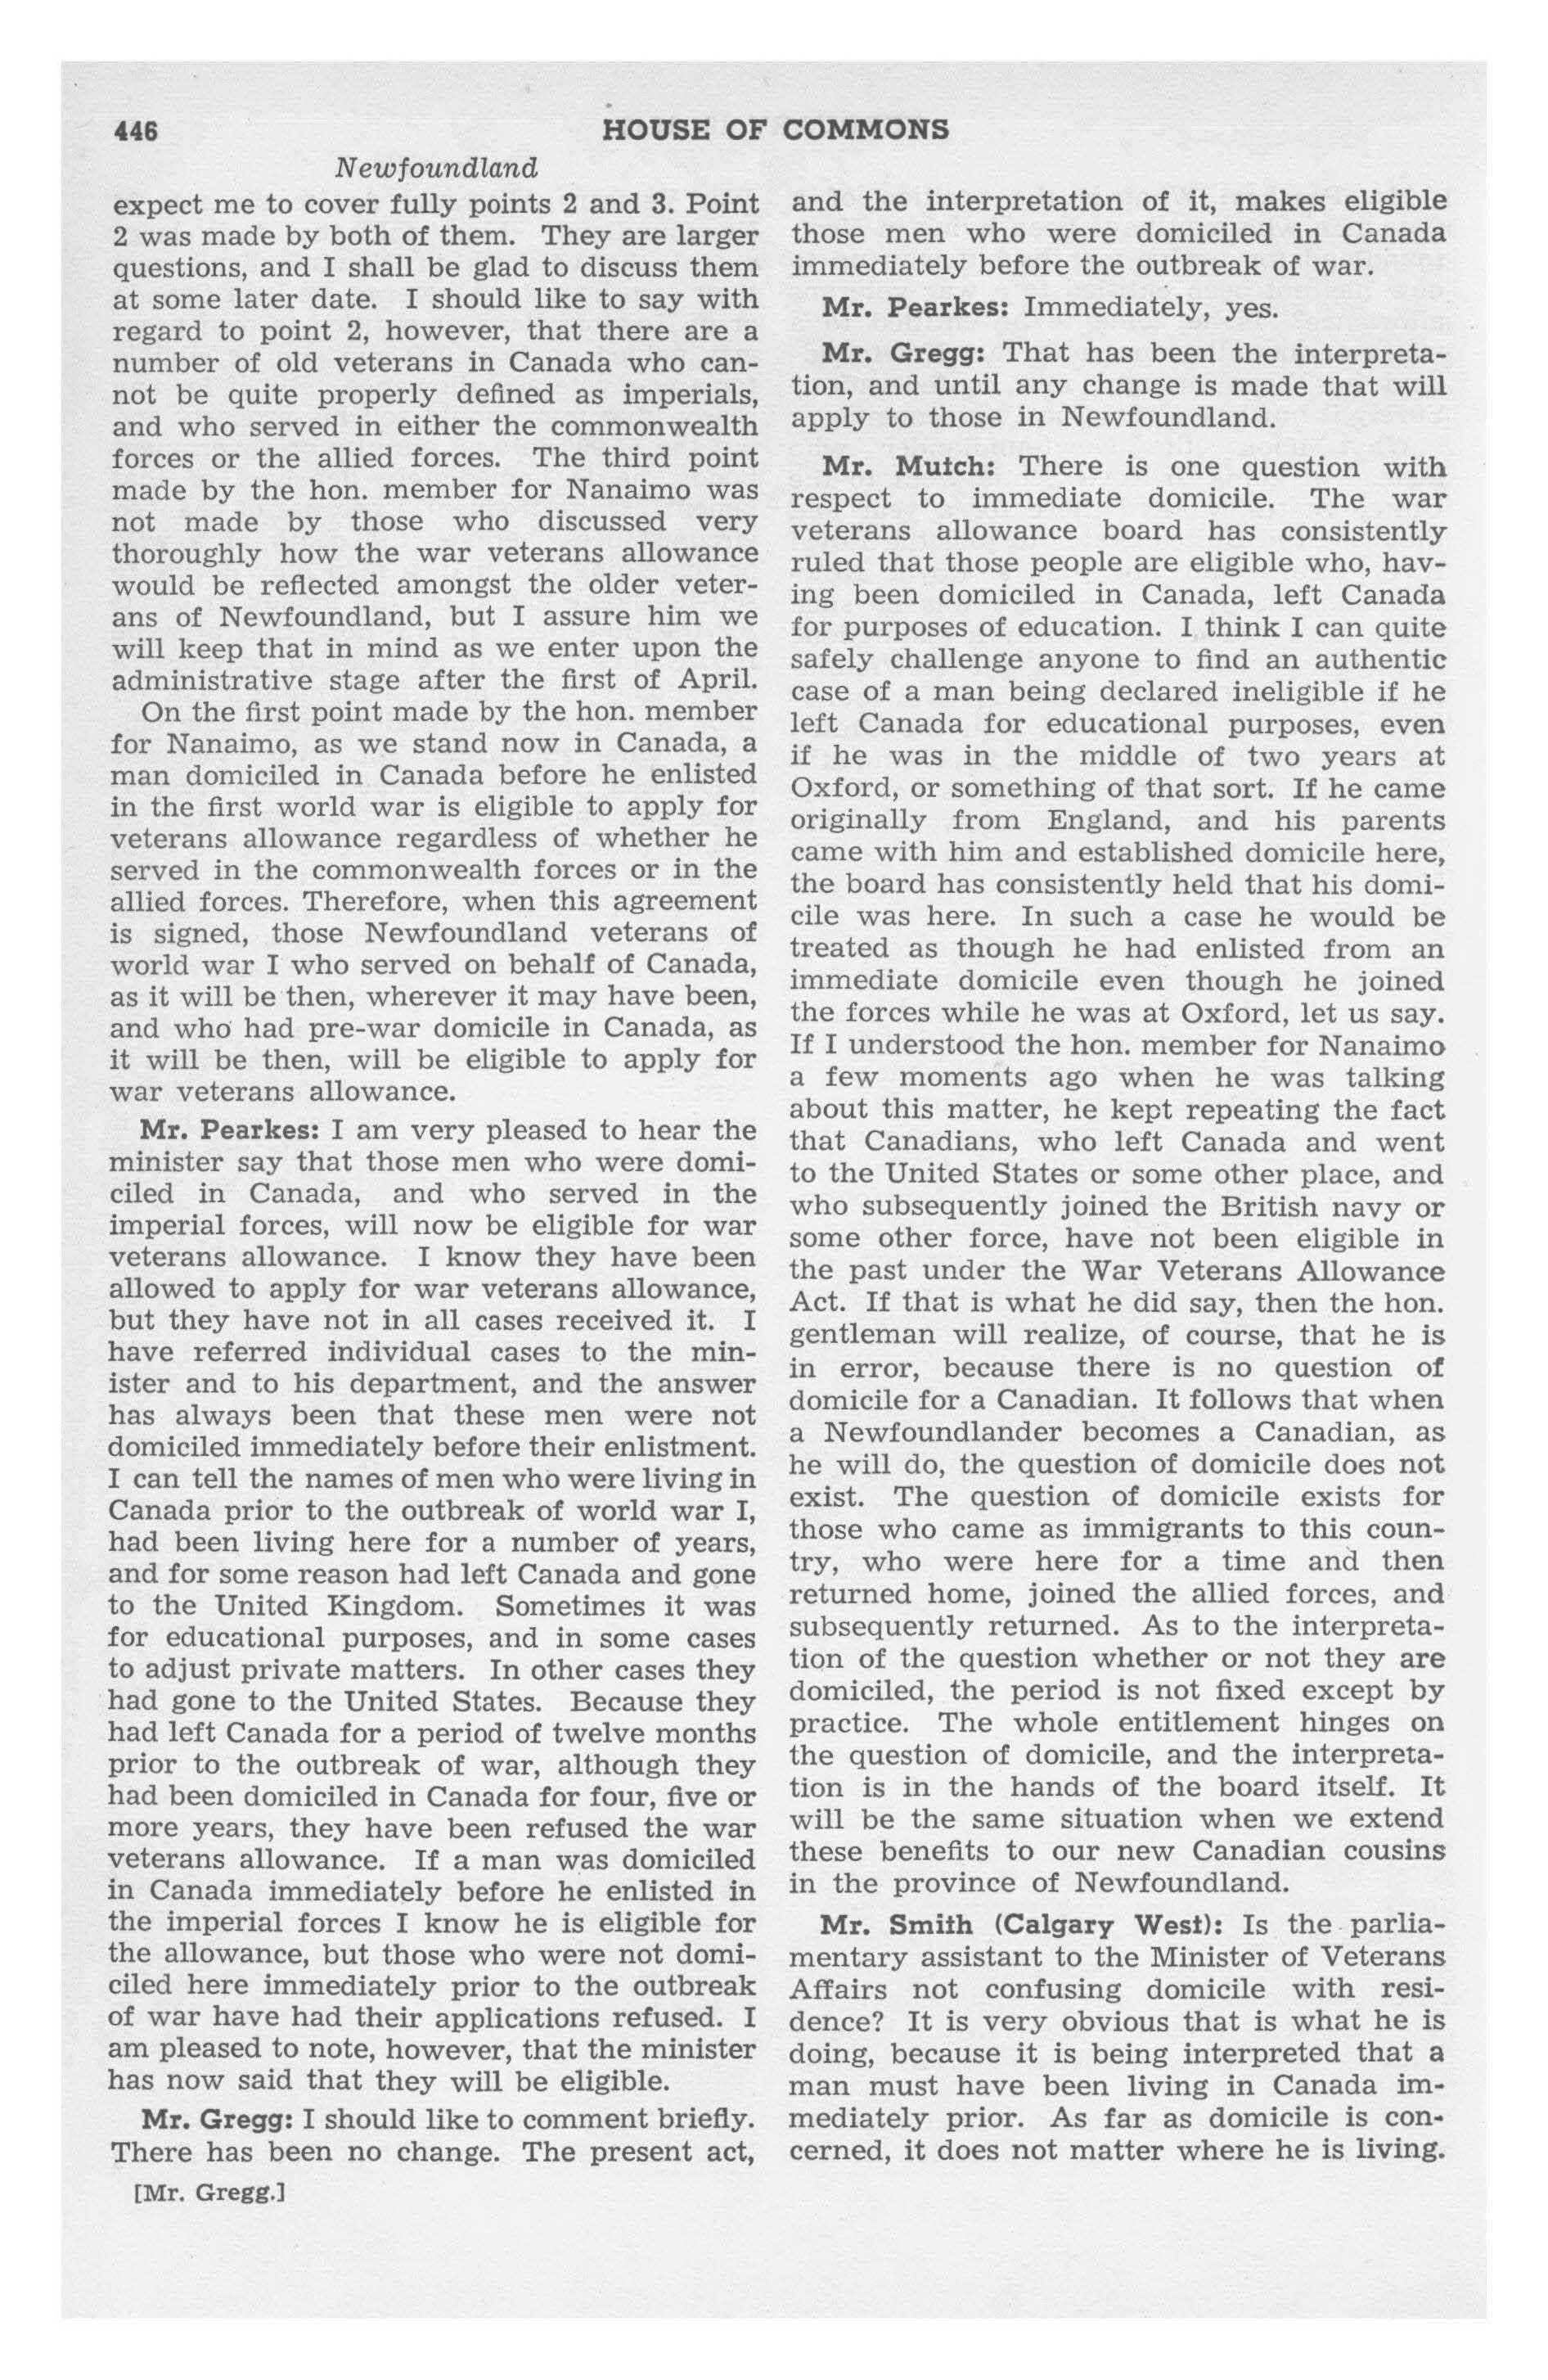 446
HOUSE OF COMMONS
Newfoundland
expect me to cover fully points 2 and 3. Point
2 was made by both of them. They are larger
questions, and I shall be glad to discuss them
at some later date. I should like to say with
regard to point 2, however, that there are a
number of old veterans in Canada who can-
not be quite properly defined as imperials,
and who served in either the commonwealth
forces or the allied forces. The third point
made by the hon. member for Nanaimo was
not made by those who discussed very
thoroughly how the war veterans allowance
would be reflected amongst the older veter-
ans of Newfoundland, but I assure him we
will keep that in mind as we enter upon the
administrative stage after the first of April.
On the first point made by the hon. member
for Nanaimo, as we stand now in Canada, a
man domiciled in Canada before he enlisted
in the first world war is eligible to apply for
veterans allowance regardless of whether he
served in the commonwealth forces or in the
allied forces. Therefore, when this agreement
is signed, those Newfoundland veterans of
world war I who served on behalf of Canada,
as it will be then, wherever it may have been,
and who had pre-war domicile in Canada, as
it will be then, will be eligible to apply for
war veterans allowance.
Mr. Pearkes: I am very pleased to hear the
minister say that those men who were domi-
ciled in Canada, and who served in the
imperial forces, will now be eligible for war
veterans allowance. I know they have been
allowed to apply for war veterans allowance,
but they have not in all cases received it. I
have referred individual cases to the min-
ister and to his department, and the answer
has always been that these men were not
domiciled immediately before their enlistment.
I can tell the names of men who were living in
Canada prior to the outbreak of world war I,
had been living here for a number of years,
and for some reason had left Canada and gone
to the United Kingdom. Sometimes it was
for educational purposes, and in some cases
to adjust private matters. In other cases they
had gone to the United States. Because they
had left Canada for a period of twelve months
prior to the outbreak of war, although they
had been domiciled in Canada for four, five or
more years, they have been refused the war
veterans allowance. If a man was domiciled
in Canada immediately before he enlisted in
the imperial forces I know he is eligible for
the allowance, but those who were not domi-
ciled here immediately prior to the outbreak
of war have had their applications refused. I
am pleased to note, however, that the minister
has now said that they will be eligible.
Mr. Gregg: I should like to comment briefly.
There has been no change. The present act,
[Mr. Gregg.]
and the interpretation of it, makes eligible
those men who were domiciled in Canada
immediately before the outbreak of war.
Mr. Pearkes: Immediately, yes.
Mr. Gregg: That has been the interpreta-
tion, and until any change is made that will
apply to those in Newfoundland.
Mr. Mutch: There is one question with
respect to immediate domicile. The war
veterans allowance board has consistently
ruled that those people are eligible who, hav-
ing been domiciled in Canada, left Canada
for purposes of education. I think I can quite
safely challenge anyone to find an authentic
case of a man being declared ineligible if he
left Canada for educational purposes, even
if he was in the middle of two years at
Oxford, or something of that sort. If he came
originally from England, and his parents
came with him and established domicile here,
the board has consistently held that his domi-
cile was here. In such a case he would be
treated as though he had enlisted from an
immediate domicile even though he joined
the forces while he was at Oxford, let us say.
If I understood the hon. member for Nanaimo
a few moments ago when he was talking
about this matter, he kept repeating the fact
that Canadians, who left Canada and went
to the United States or some other place, and
who subsequently joined the British navy or
some other force, have not been eligible in
the past under the War Veterans Allowance
Act. If that is what he did say, then the hon.
gentleman will realize, of course, that he is
in error, because there is no question of
domicile for a Canadian. It follows that when
a Newfoundlander becomes a Canadian, as
he will do, the question of domicile does not
exist. The question of domicile exists for
those who came as immigrants to this coun-
try, who were here for a time and then
returned home, joined the allied forces, and
subsequently returned. As to the interpreta-
tion of the question whether or not they are
domiciled, the period is not fixed except by
practice. The whole entitlement hinges on
the question of domicile, and the interpreta-
tion is in the hands of the board itself. It
will be the same situation when we extend
these benefits to our new Canadian cousins
in the province of Newfoundland.
Mr. Smith (Calgary West): Is the parlia-
mentary assistant to the Minister of Veterans
Affairs not confusing domicile with resi-
dence? It is very obvious that is what he is
doing, because it is being interpreted that a
man must have been living in Canada im-
mediately prior. As far as domicile is con-
cerned, it does not matter where he is living.